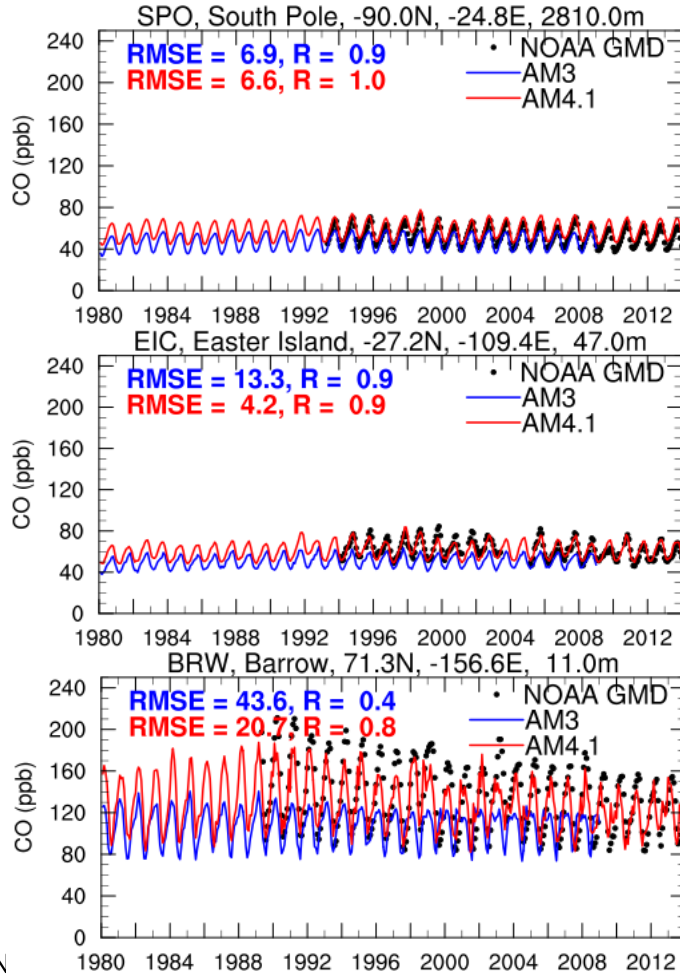 SPO, South Pole, -90.0N, -24.8E, 2810.0m
240
200
160
120
80
40
0
CO (ppb)
RMSE = 6.9, R = 0.9
RMSE = 6.6, R = 1.0
NOAA GMD
AM3
AM4.1
1980 1984 1988 1992 1996 2000 2004 2008 2012
EIC, Easter Island, -27.2N, -109.4E, 47.0m
240
200
160
120
80
40
0
CO (ppb)
RMSE = 13.3, R = 0.9
RMSE = 4.2, R = 0.9
NOAA GMD
AM3
AM4.1
1980 1984 1988 1992 1996 2000 2004 2008 2012
BRW, Barrow, 71.3N, -156.6E, 11.0m
240
200
160
120
80
40
0
CO (ppb)
RMSE = 43.6, R = 0.4
RMSE = 20.7, R = 0.8
NOAA GMD
AM3
AM4.1
1980 1984 1988 1992 1996 2000 2004 2008 2012